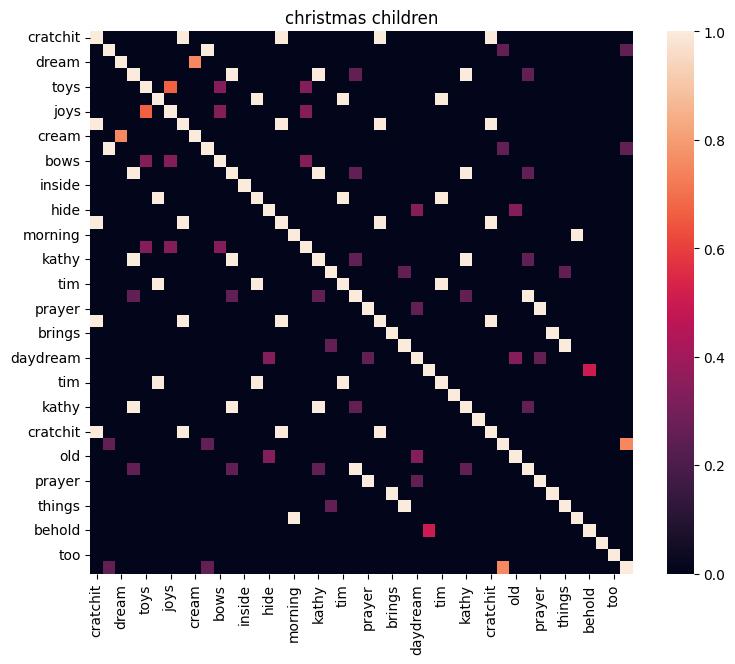 christmas children
cratchit
dream
toys
joys
cream
bows
inside
hide
morning
kathy
tim
prayer
brings
daydream
tim
kathy
cratchit
old
prayer
things
behold
too
cratchit
dream
toys
joys
cream
bows
inside
hide
morning
kathy
tim
prayer
brings
daydream
tim
kathy
cratchit
old
prayer
things
behold
too
1.0
0.8
0.6
0.4
0.2
0.0